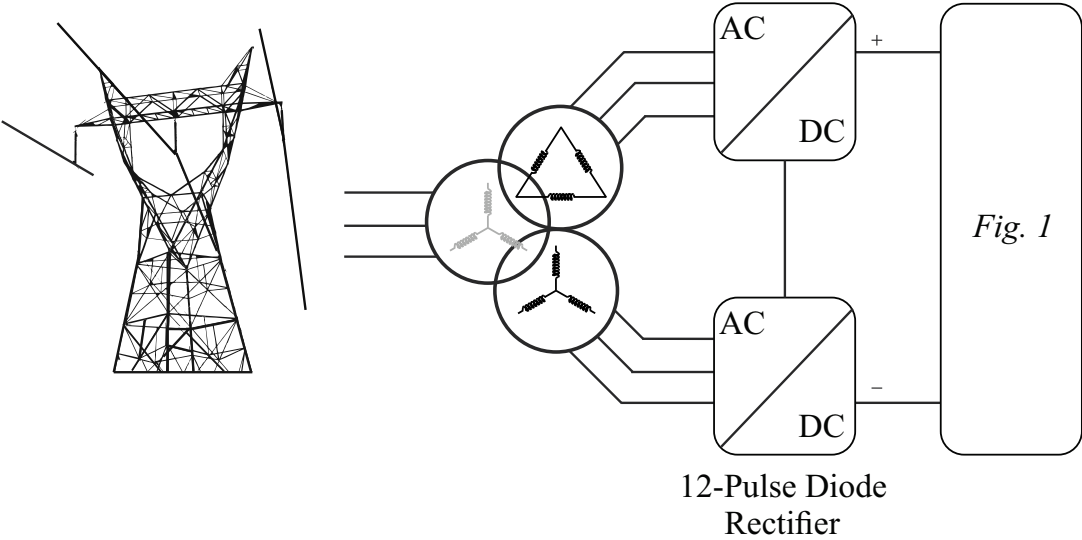 AC
DC
+
Fig. 1
AC
DC
−
12-Pulse Diode
Rectifier